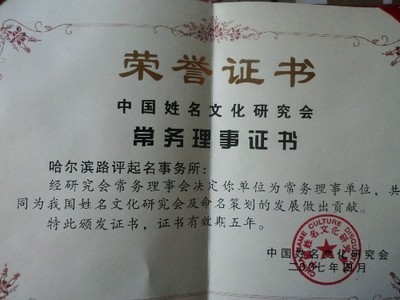 荣誉证书
中国姓名文化研究会
常务理事证书
哈尔滨路评起名事务所：
经研究会常务理事会决定你单位为常务理事单位，共
同为我国姓名文化研究会及命名策划的发展做出贡献。
特此颁发证书，证书有效期五年。
中国姓名文化研究会
二〇〇七年四月